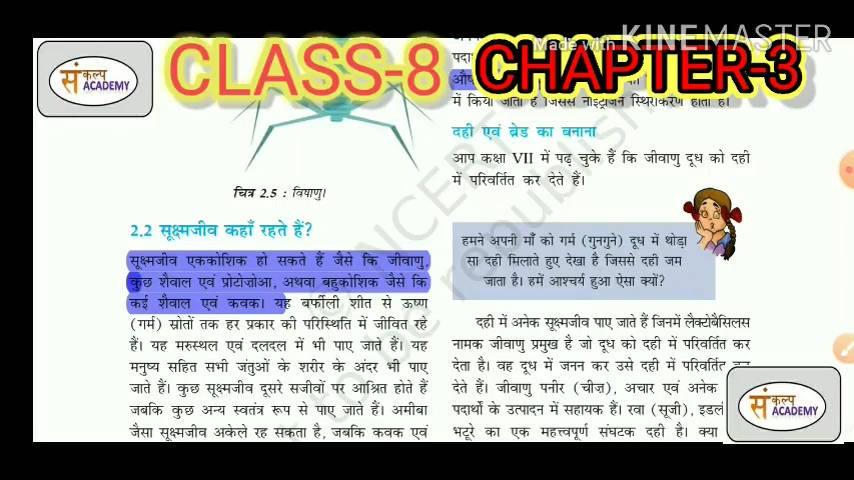 Made with KINEMASTER
CLASS-8 CHAPTER-3
संकल्प
ACADEMY
में किया जाता है जिससे नाइट्रोजन स्थिरीकरण होता है।
चित्र 2.5 : विषाणु।
2.2 सूक्ष्मजीव कहाँ रहते हैं?
सूक्ष्मजीव एककोशिक हो सकते हैं जैसे कि जीवाणु,
कुछ शैवाल एवं प्रोटोज़ोआ, अथवा बहुकोशिक जैसे कि
कई शैवाल एवं कवक। यह बर्फीली शीत से ऊष्ण
(गर्म) स्रोतों तक हर प्रकार की परिस्थिति में जीवित रहे
हैं। यह मरुस्थल एवं दलदल में भी पाए जाते हैं। यह
मनुष्य सहित सभी जंतुओं के शरीर के अंदर भी पाए
जाते हैं। कुछ सूक्ष्मजीव दूसरे सजीवों पर आश्रित होते हैं
जबकि कुछ अन्य स्वतंत्र रूप से पाए जाते हैं। अमीबा
जैसा सूक्ष्मजीव अकेले रह सकता है, जबकि कवक एवं
दही एवं ब्रेड का बनाना
आप कक्षा VII में पढ़ चुके हैं कि जीवाणु दूध को दही
में परिवर्तित कर देते हैं।
हमने अपनी माँ को गर्म (गुनगुने) दूध में थोड़ा
सा दही मिलाते हुए देखा है जिससे दही जम
जाता है। हमें आश्चर्य हुआ ऐसा क्यों?
दही में अनेक सूक्ष्मजीव पाए जाते हैं जिनमें लैक्टोबैसिलस
नामक जीवाणु प्रमुख है जो दूध को दही में परिवर्तित कर
देता है। वह दूध में जनन कर उसे दही में परिवर्तित कर
देते हैं। जीवाणु पनीर (चीज़), अचार एवं अनेक
पदार्थों के उत्पादन में सहायक हैं। रवा (सूजी), इडली
भटूरे का एक महत्त्वपूर्ण संघटक दही है। क्या
संकल्प
ACADEMY